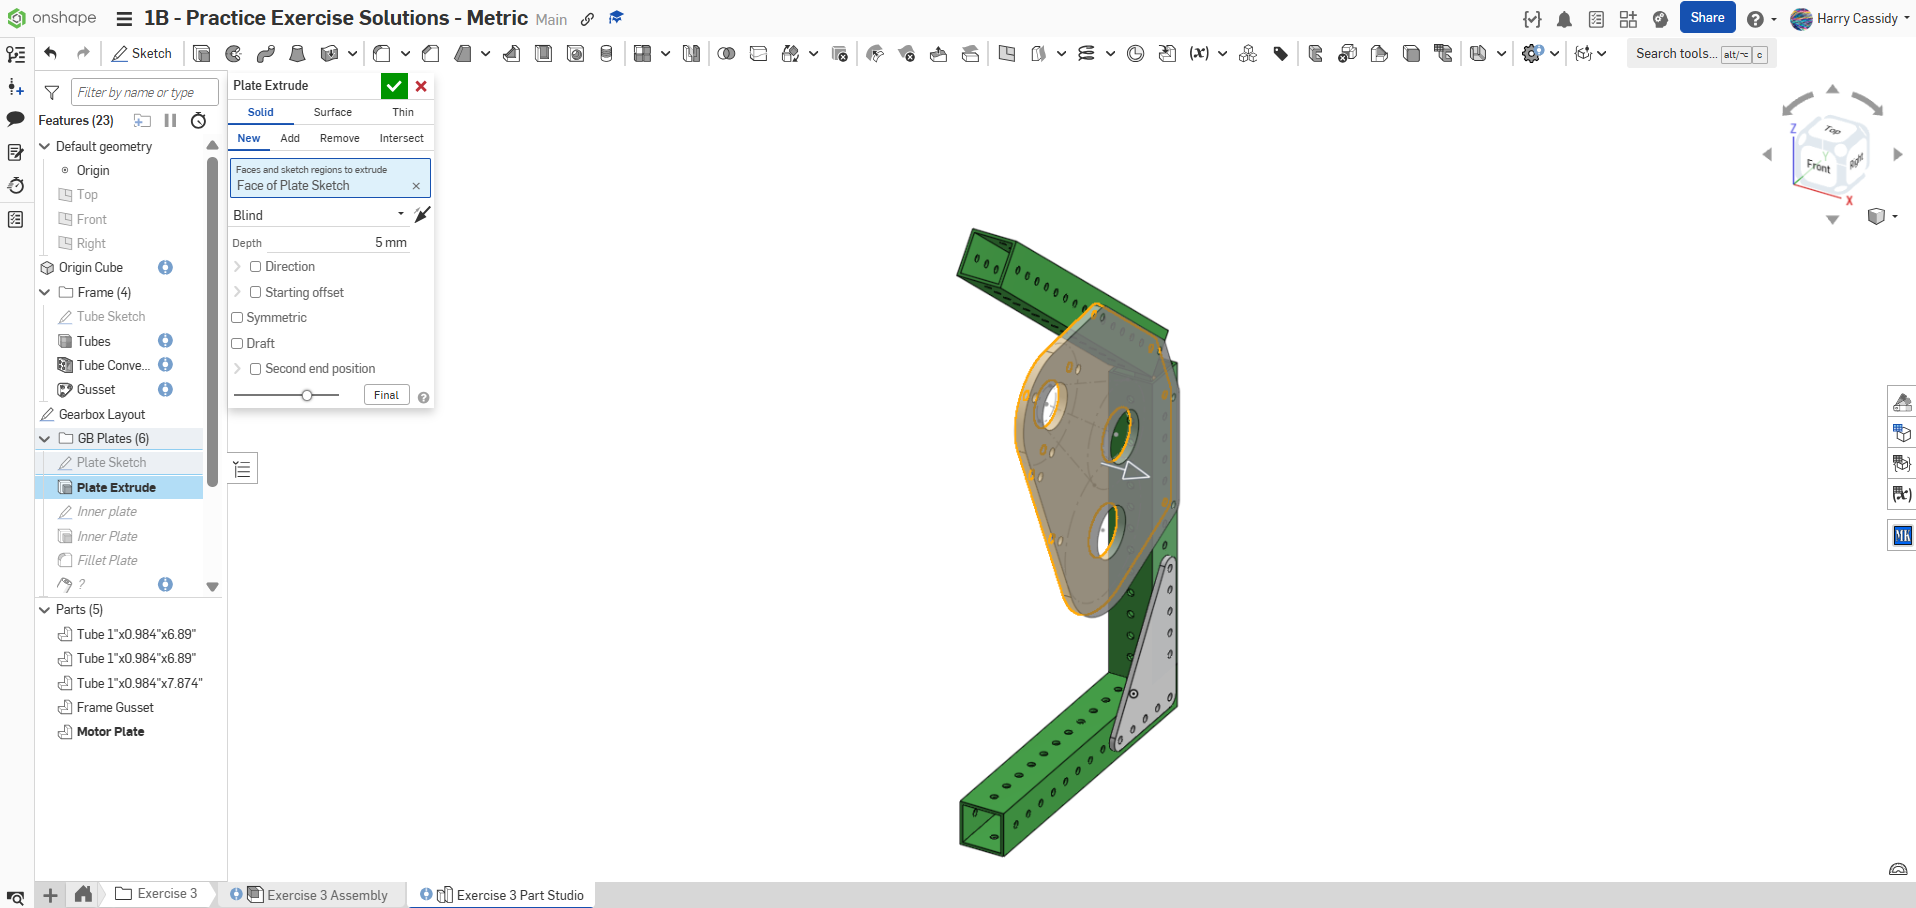 onshape 1B - Practice Exercise Solutions - Metric Main Share Harry Cassidy
Sketch Search tools... alt/⌥ c
Filter by name or type
Features (23)
Default geometry
Origin
Top
Front
Right
Origin Cube
Frame (4)
Tube Sketch
Tubes
Tube Conve...
Gusset
Gearbox Layout
GB Plates (6)
Plate Sketch
Plate Extrude
Inner plate
Inner Plate
Fillet Plate
?
Parts (5)
Tube 1"x0.984"x6.89"
Tube 1"x0.984"x6.89"
Tube 1"x0.984"x7.874"
Frame Gusset
Motor Plate
Plate Extrude
Solid Surface Thin
New Add Remove Intersect
Faces and sketch regions to extrude
Face of Plate Sketch
Blind
Depth 5 mm
Direction
Starting offset
Symmetric
Draft
Second end position
Final
Z
Top
Y
Front
Right
X
MK
Exercise 3 Exercise 3 Assembly Exercise 3 Part Studio